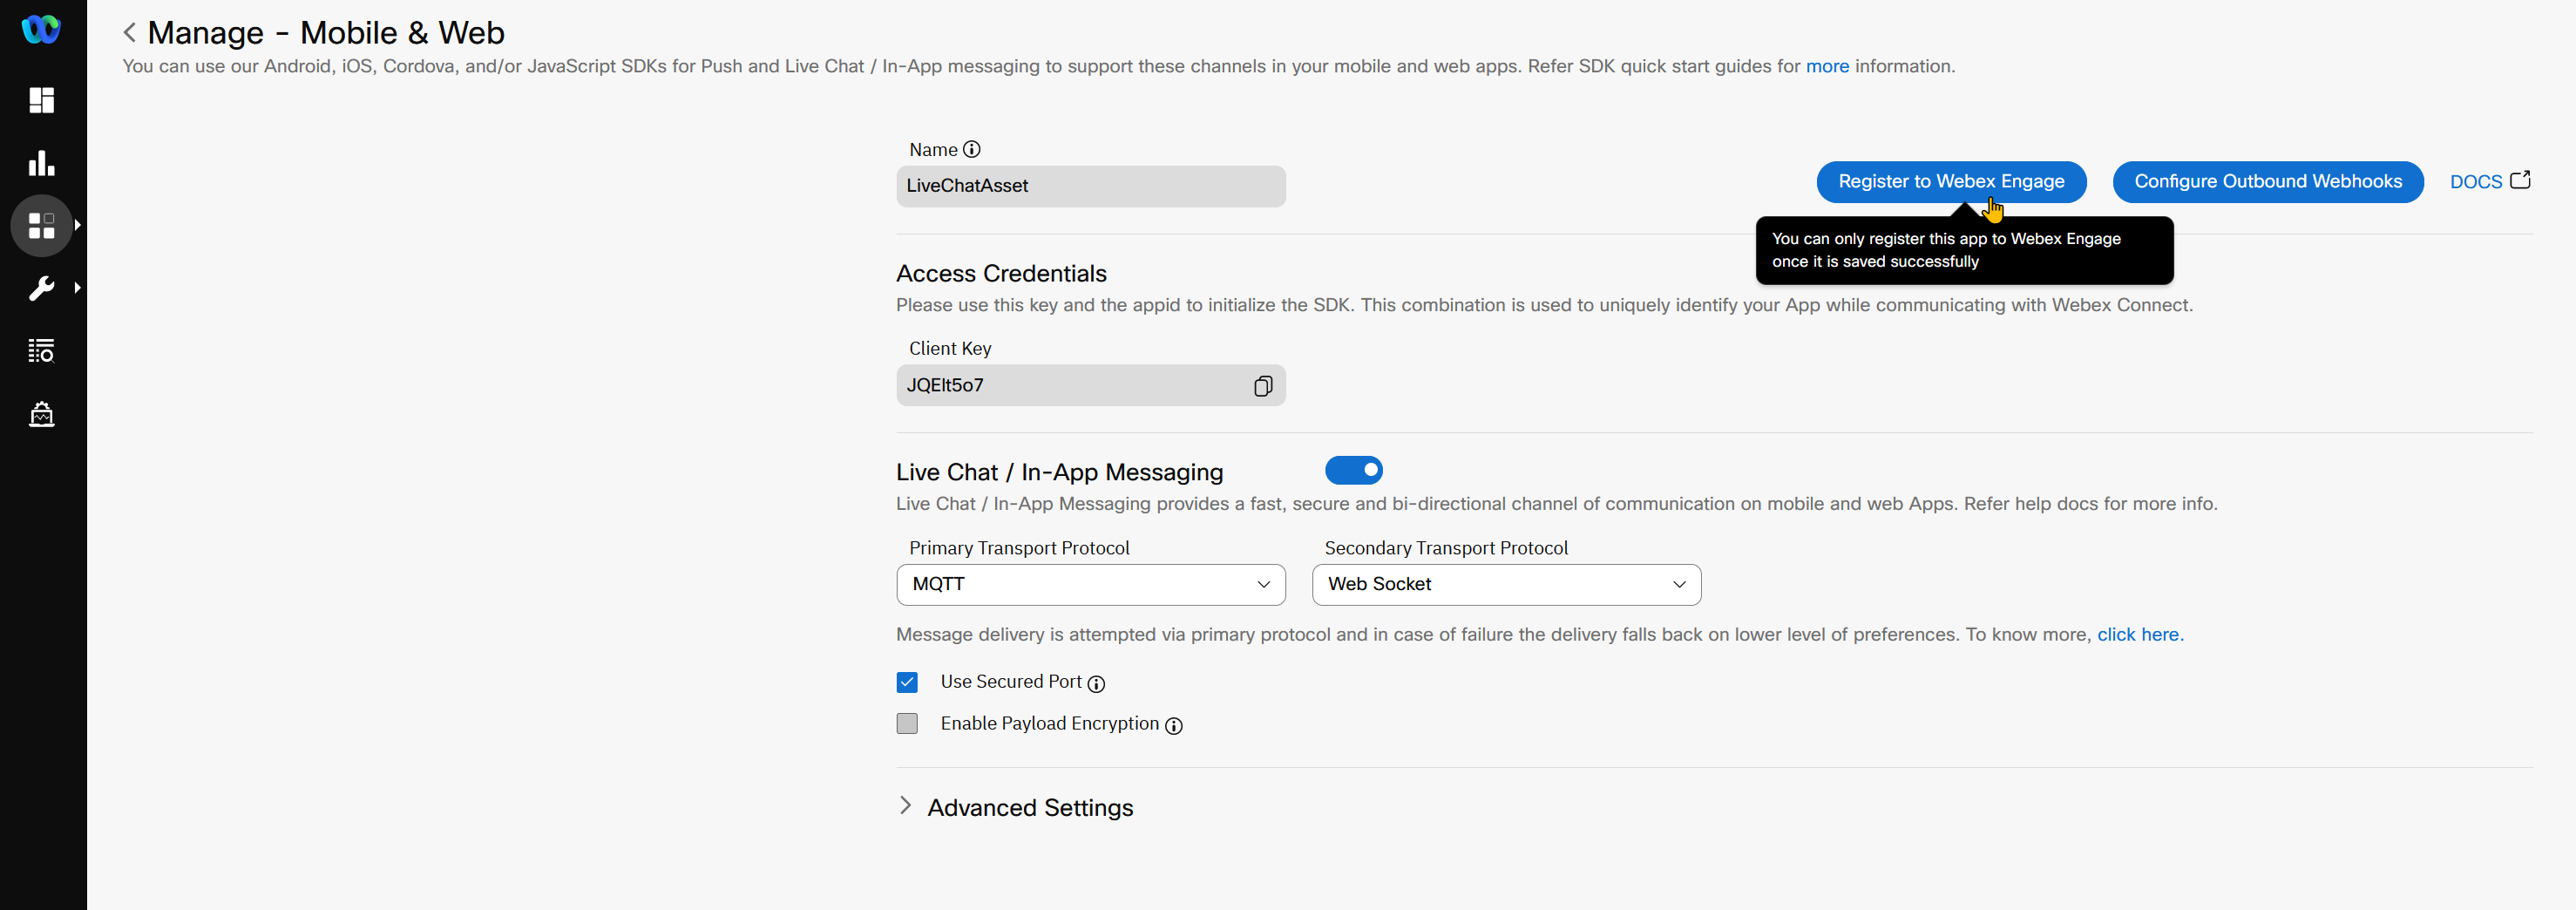 Manage - Mobile & Web
You can use our Android, iOS, Cordova, and/or JavaScript SDKs for Push and Live Chat / In-App messaging to support these channels in your mobile and web apps. Refer SDK quick start guides for more information.
Name
LiveChatAsset
Register to Webex Engage
Configure Outbound Webhooks
DOCS
You can only register this app to Webex Engage
once it is saved successfully
Access Credentials
Please use this key and the appid to initialize the SDK. This combination is used to uniquely identify your App while communicating with Webex Connect.
Client Key
JQElt5o7
Live Chat / In-App Messaging
Live Chat / In-App Messaging provides a fast, secure and bi-directional channel of communication on mobile and web Apps. Refer help docs for more info.
Primary Transport Protocol
Secondary Transport Protocol
MQTT
Web Socket
Message delivery is attempted via primary protocol and in case of failure the delivery falls back on lower level of preferences. To know more, click here.
Use Secured Port
Enable Payload Encryption
Advanced Settings